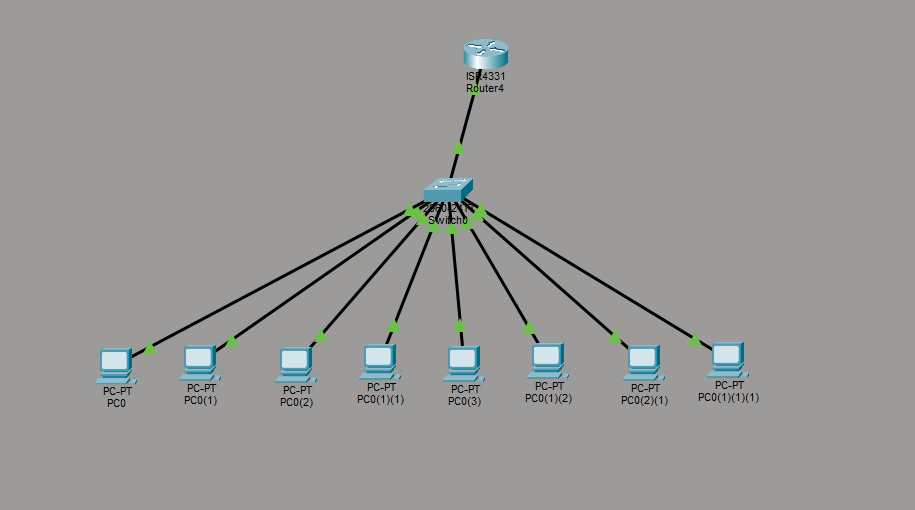 ISR4331
Router4
Switch0
PC-PT
PC0
PC-PT
PC0(1)
PC-PT
PC0(2)
PC-PT
PC0(1)(1)
PC-PT
PC0(3)
PC-PT
PC0(1)(2)
PC-PT
PC0(2)(1)
PC-PT
PC0(1)(1)(1)